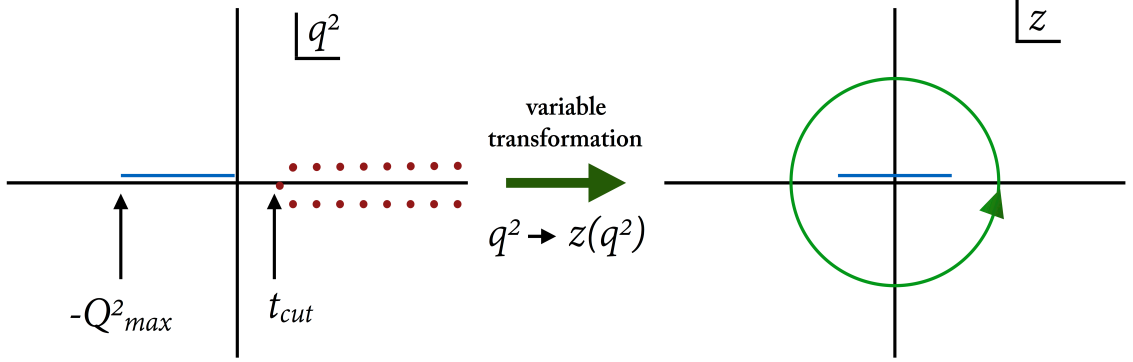 q²
z
variable
transformation
q² → z(q²)
-Q²max
tcut